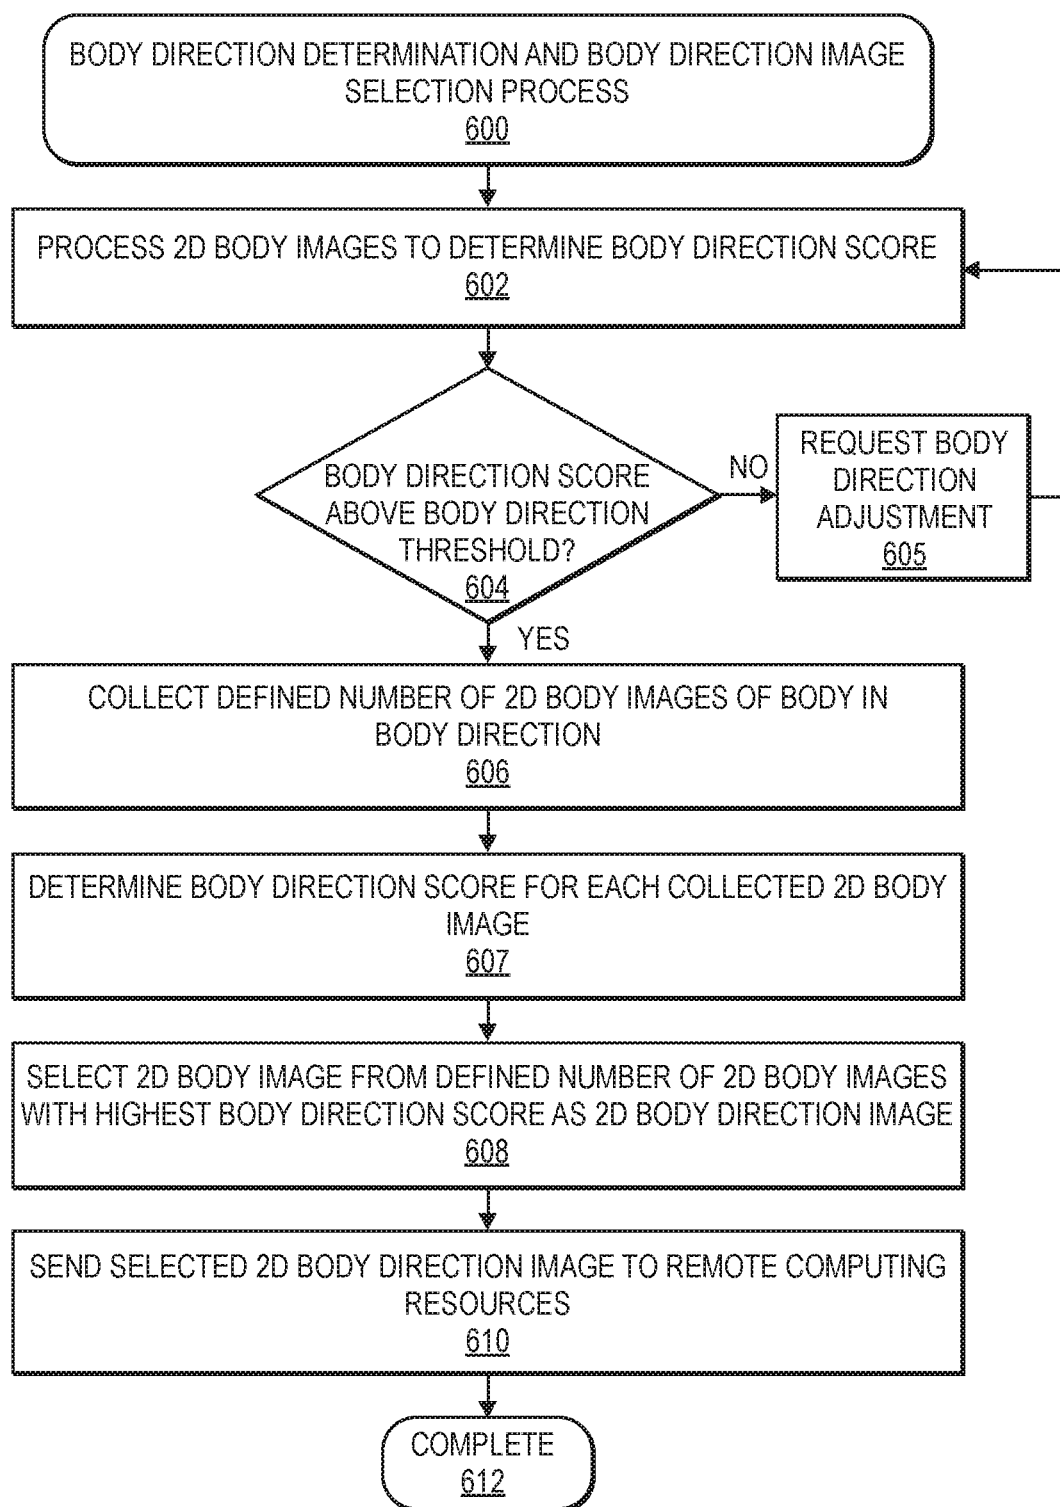 BODY DIRECTION DETERMINATION AND BODY DIRECTION IMAGE
SELECTION PROCESS
600
PROCESS 2D BODY IMAGES TO DETERMINE BODY DIRECTION SCORE
602
BODY DIRECTION SCORE
ABOVE BODY DIRECTION
THRESHOLD?
604
NO
REQUEST BODY
DIRECTION
ADJUSTMENT
605
YES
COLLECT DEFINED NUMBER OF 2D BODY IMAGES OF BODY IN
BODY DIRECTION
606
DETERMINE BODY DIRECTION SCORE FOR EACH COLLECTED 2D BODY
IMAGE
607
SELECT 2D BODY IMAGE FROM DEFINED NUMBER OF 2D BODY IMAGES
WITH HIGHEST BODY DIRECTION SCORE AS 2D BODY DIRECTION IMAGE
608
SEND SELECTED 2D BODY DIRECTION IMAGE TO REMOTE COMPUTING
RESOURCES
610
COMPLETE
612